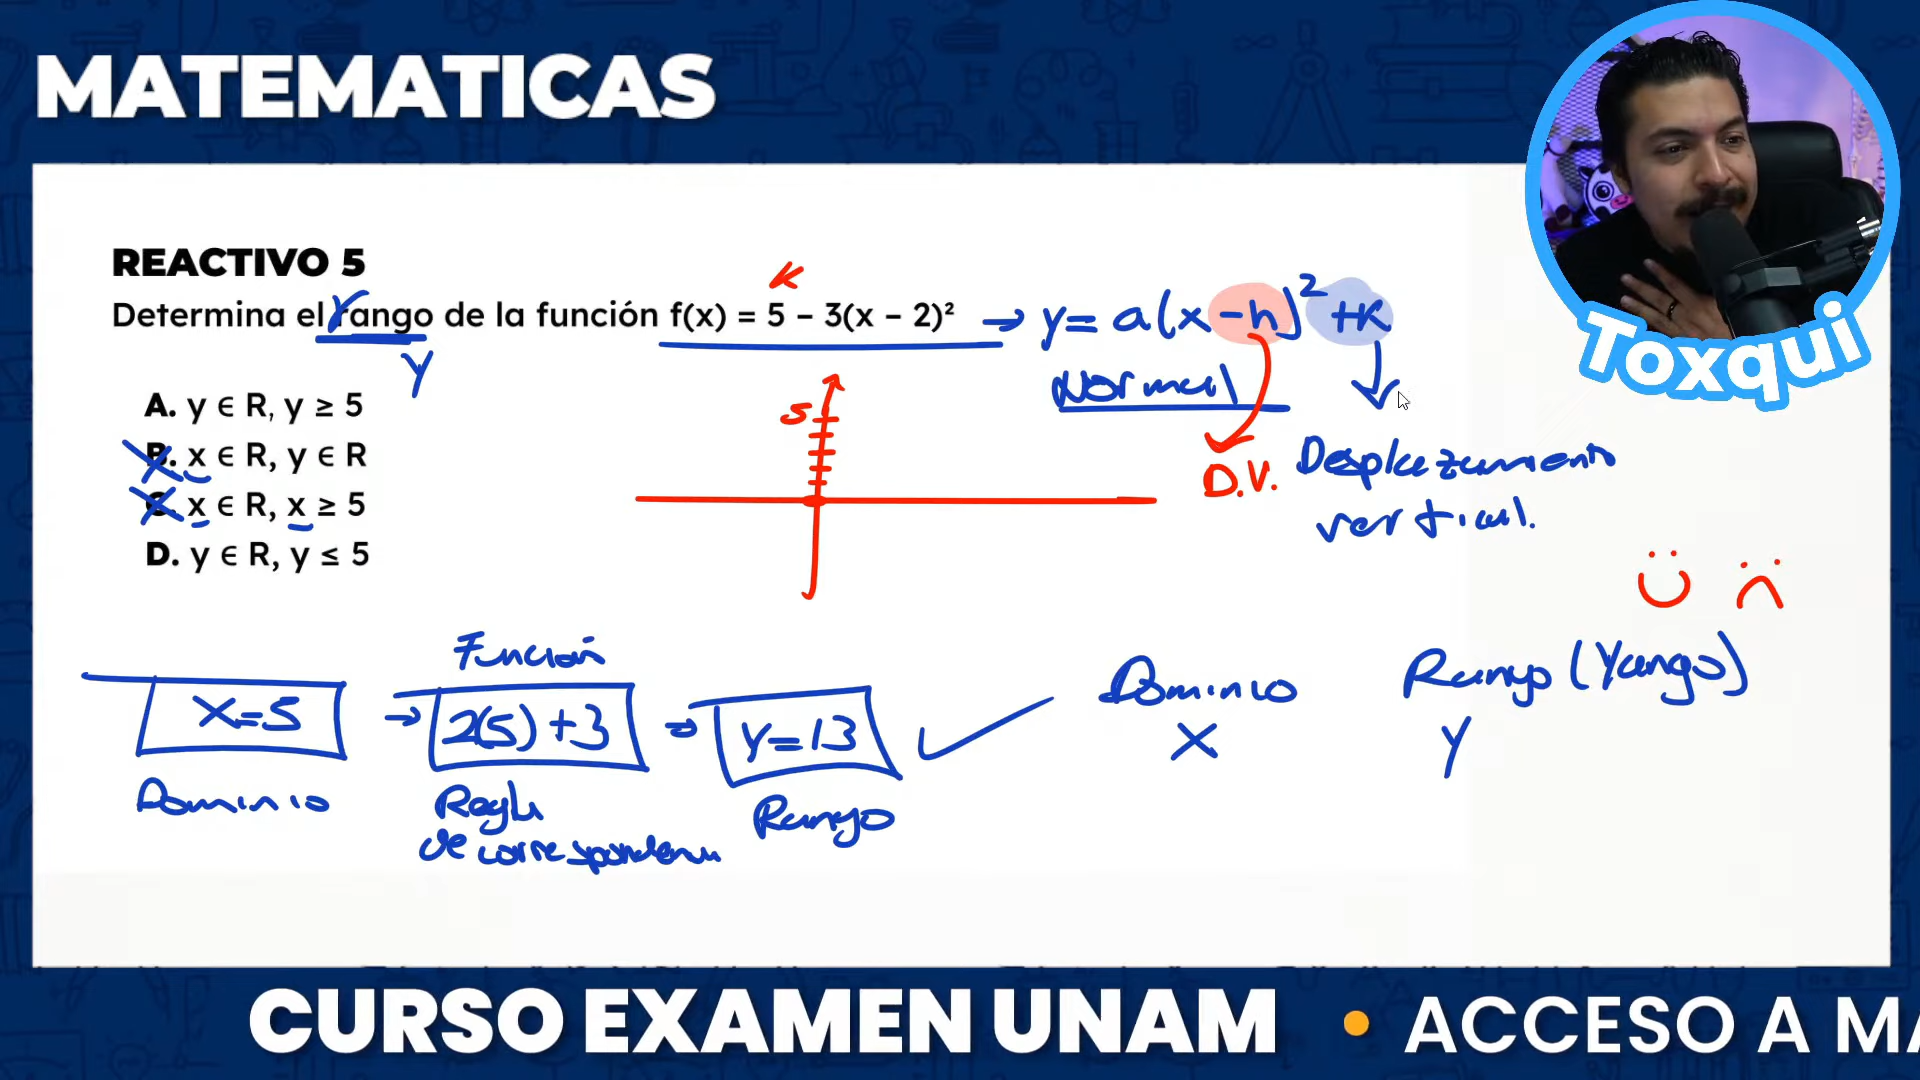 MATEMATICAS
Toxqui
REACTIVO 5
K
Determina el rango de la función f(x) = 5 – 3(x – 2)² → y = a(x -h)² +K
Y
Normal
A. y ∈ R, y ≥ 5
B. x ∈ R, y ∈ R
C. x ∈ R, x ≥ 5
D. y ∈ R, y ≤ 5
5
D.V.
Desplazamiento
vertical.
Función
x=5 → 2(5)+3 → y=13
Dominio
Regla
de correspondencia
Rango
Dominio
X
Rango (Yango)
Y
CURSO EXAMEN UNAM • ACCESO A MA